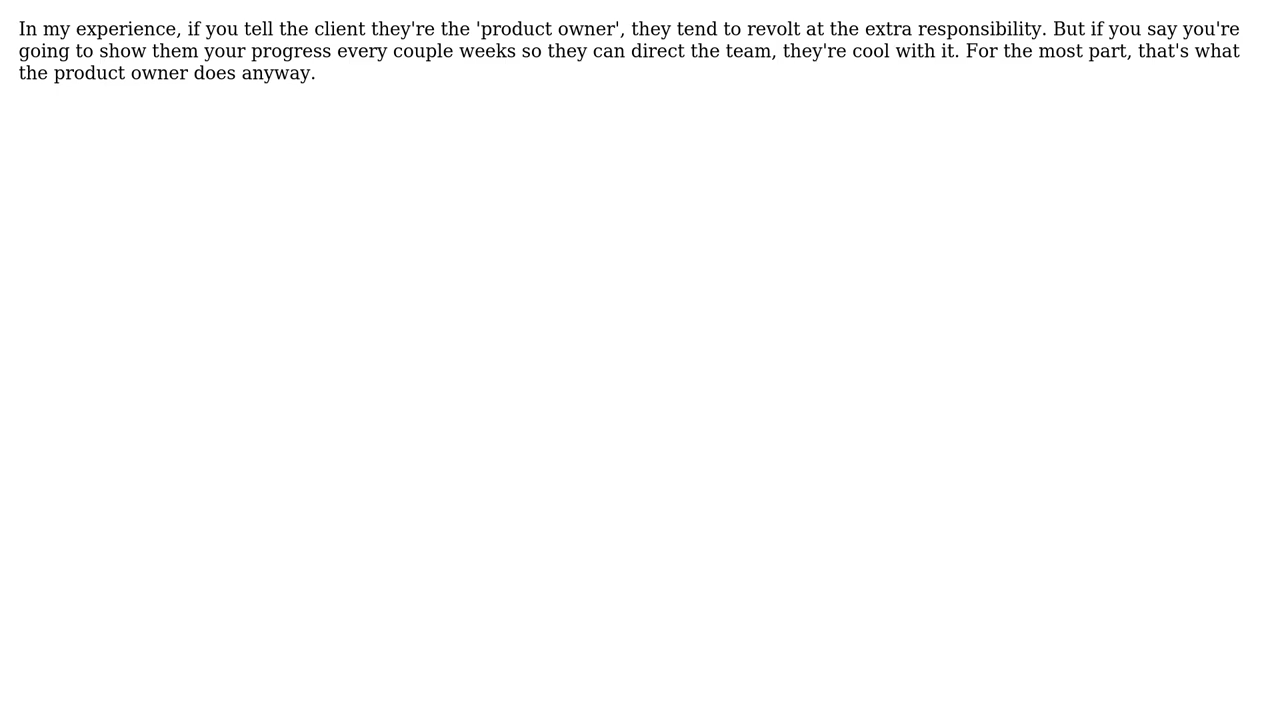 In my experience, if you tell the client they're the 'product owner', they tend to revolt at the extra responsibility. But if you say you're
going to show them your progress every couple weeks so they can direct the team, they're cool with it. For the most part, that's what
the product owner does anyway.